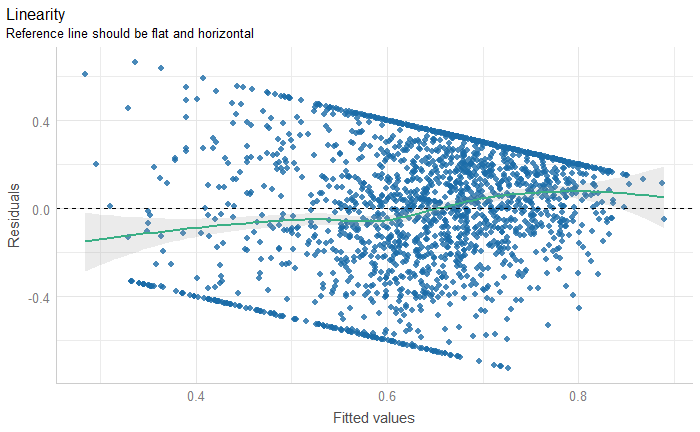 Linearity
Reference line should be flat and horizontal
Residuals
0.4
0.0
-0.4
0.4
0.6
0.8
Fitted values